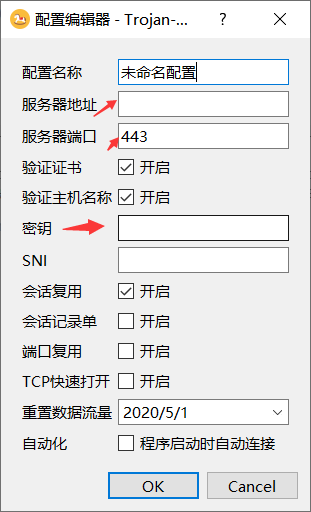 配置编辑器 - Trojan-... ?
配置名称 未命名配置
服务器地址
服务器端口 443
验证证书 开启
验证主机名称 开启
密钥
SNI
会话复用 开启
会话记录单 开启
端口复用 开启
TCP快速打开 开启
重置数据流量 2020/5/1
自动化 程序启动时自动连接
OK Cancel